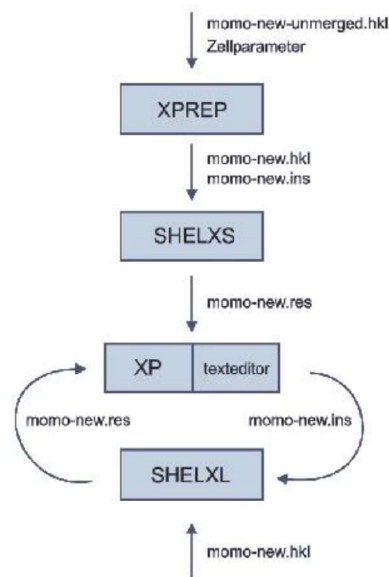 momo-new-unmerged.hkl
Zellparameter
XPREP
momo-new.hkl
momo-new.ins
SHELXS
momo-new.res
XP
texteditor
momo-new.res
momo-new.ins
SHELXL
momo-new.hkl